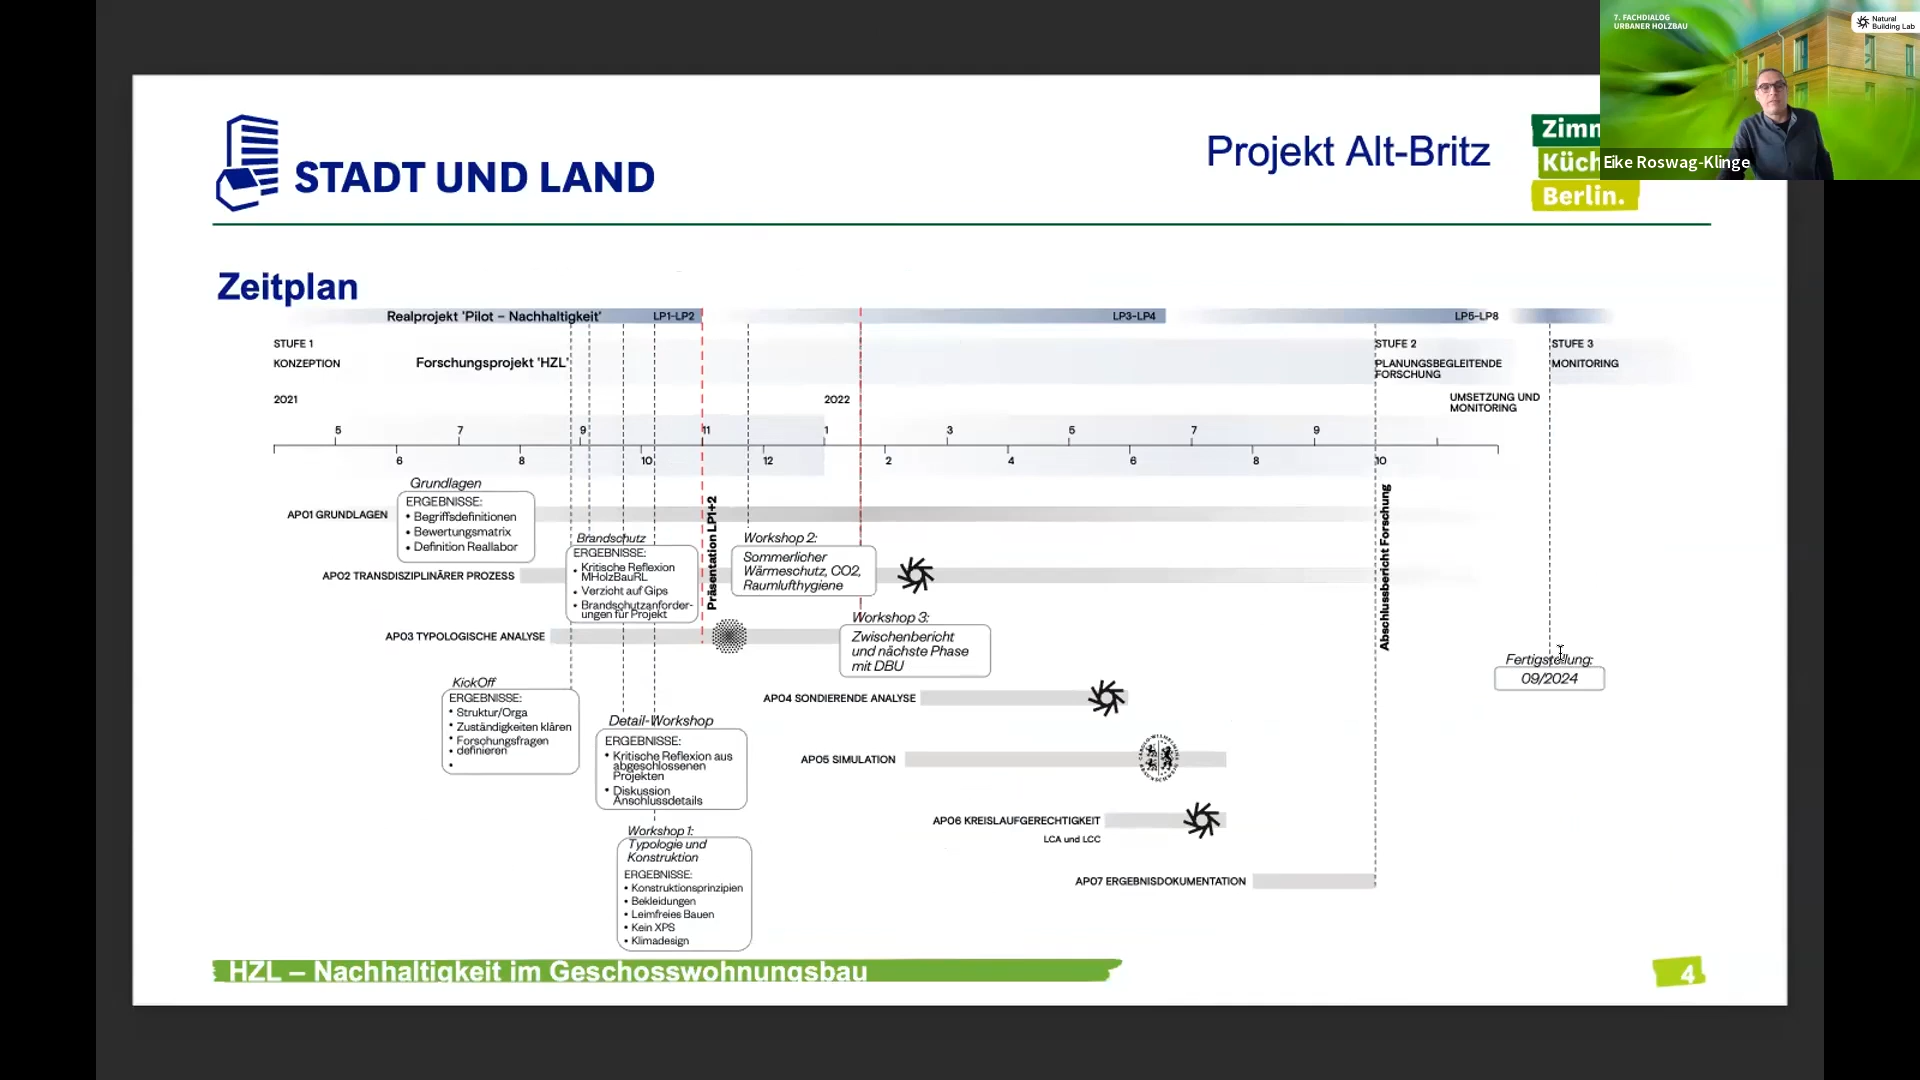 7. FACHDIALOG
URBANER HOLZBAU
Natural
Building Lab
Eike Roswag-Klinge
STADT UND LAND
Projekt Alt-Britz
Zimm
Küch
Berlin.
Zeitplan
Realprojekt 'Pilot – Nachhaltigkeit'
LP1-LP2
LP3-LP4
LP5-LP8
STUFE 1
KONZEPTION
Forschungsprojekt 'HZL'
STUFE 2
PLANUNGSBEGLEITENDE
FORSCHUNG
STUFE 3
MONITORING
UMSETZUNG UND
MONITORING
2021
2022
5 7 9 11 1 3 5 7 9
6 8 10 12 2 4 6 8 10
Grundlagen
ERGEBNISSE:
• Begriffsdefinitionen
• Bewertungsmatrix
• Definition Reallabor
AP01 GRUNDLAGEN
Brandschutz
ERGEBNISSE:
• Kritische Reflexion
MHolzBauRL
• Verzicht auf Gips
• Brandschutzanforder-
ungen für Projekt
AP02 TRANSDISZIPLINÄRER PROZESS
Präsentation LP1+2
Workshop 2:
Sommerlicher
Wärmeschutz, CO2,
Raumlufthygiene
Abschlussbericht Forschung
AP03 TYPOLOGISCHE ANALYSE
Workshop 3:
Zwischenbericht
und nächste Phase
mit DBU
Fertigstellung:
09/2024
KickOff
ERGEBNISSE:
• Struktur/Orga
• Zuständigkeiten klären
• Forschungsfragen
• definieren
•
AP04 SONDIERENDE ANALYSE
Detail-Workshop
ERGEBNISSE:
• Kritische Reflexion aus
abgeschlossenen
Projekten
• Diskussion
Anschlussdetails
AP05 SIMULATION
AP06 KREISLAUFGERECHTIGKEIT
LCA und LCC
Workshop 1:
Typologie und
Konstruktion
ERGEBNISSE:
• Konstruktionsprinzipien
• Bekleidungen
• Leimfreies Bauen
• Kein XPS
• Klimadesign
AP07 ERGEBNISDOKUMENTATION
HZL – Nachhaltigkeit im Geschosswohnungsbau
4